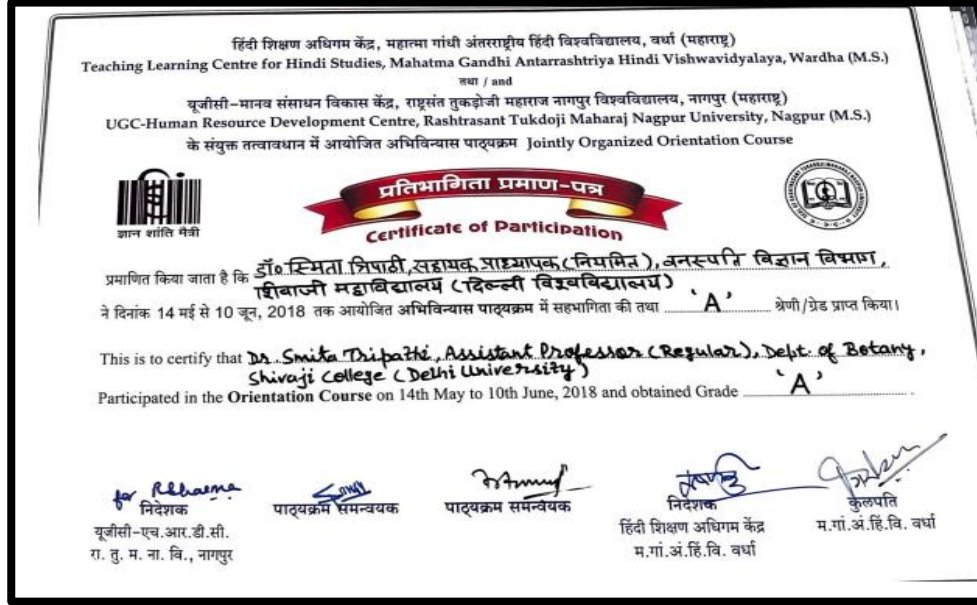 हिंदी शिक्षण अधिगम केंद्र, महात्मा गांधी अंतरराष्ट्रीय हिंदी विश्वविद्यालय, वर्धा (महाराष्ट्र)
Teaching Learning Centre for Hindi Studies, Mahatma Gandhi Antarrashtriya Hindi Vishwavidyalaya, Wardha (M.S.)
तथा / and
यूजीसी-मानव संसाधन विकास केंद्र, राष्ट्रसंत तुकड़ोजी महाराज नागपुर विश्वविद्यालय, नागपुर (महाराष्ट्र)
UGC-Human Resource Development Centre, Rashtrasant Tukdoji Maharaj Nagpur University, Nagpur (M.S.)
के संयुक्त तत्वावधान में आयोजित अभिविन्यास पाठ्यक्रम Jointly Organized Orientation Course
ज्ञान शांति मैत्री
प्रतिभागिता प्रमाण-पत्र
Certificate of Participation
प्रमाणित किया जाता है कि डॉ० स्मिता त्रिपाठी, सहायक प्राध्यापक (नियमित), वनस्पति विज्ञान विभाग,
शिवाजी महाविद्यालय (दिल्ली विश्वविद्यालय)
ने दिनांक 14 मई से 10 जून, 2018 तक आयोजित अभिविन्यास पाठ्यक्रम में सहभागिता की तथा 'A' श्रेणी/ग्रेड प्राप्त किया।
This is to certify that Dr. Smita Tripathi, Assistant Professor (Regular), Dept. of Botany,
Shivaji College (Delhi University)
Participated in the Orientation Course on 14th May to 10th June, 2018 and obtained Grade 'A'
for
निदेशक
यूजीसी-एच.आर.डी.सी.
रा. तु. म. ना. वि., नागपुर
पाठ्यक्रम समन्वयक
पाठ्यक्रम समन्वयक
निदेशक
हिंदी शिक्षण अधिगम केंद्र
म.गां.अं.हिं.वि. वर्धा
कुलपति
म.गां.अं.हिं.वि. वर्धा